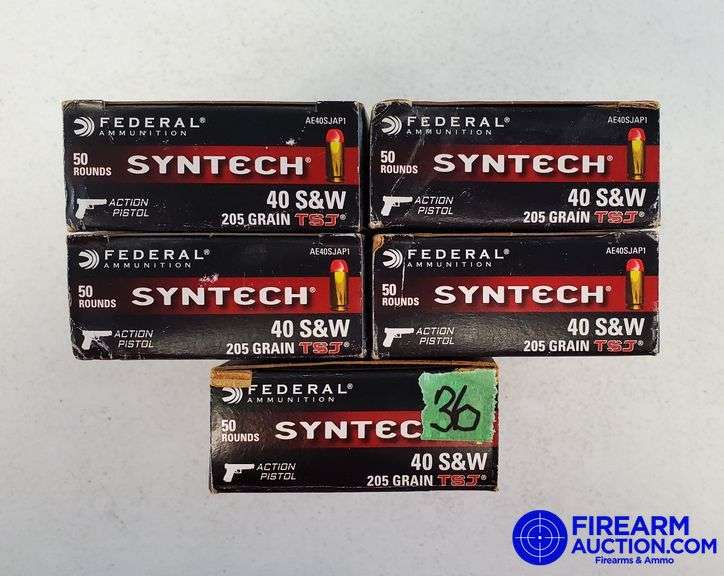 FEDERAL®
AMMUNITION
AE40SJAP1
50
ROUNDS
SYNTECH®
ACTION
PISTOL
40 S&W
205 GRAIN TSJ®
FEDERAL®
AMMUNITION
AE40SJAP1
50
ROUNDS
SYNTECH®
ACTION
PISTOL
40 S&W
205 GRAIN TSJ®
FEDERAL®
AMMUNITION
AE40SJAP1
50
ROUNDS
SYNTECH®
ACTION
PISTOL
40 S&W
205 GRAIN TSJ®
FEDERAL®
AMMUNITION
AE40SJAP1
50
ROUNDS
SYNTECH®
ACTION
PISTOL
40 S&W
205 GRAIN TSJ®
FEDERAL®
AMMUNITION
36
50
ROUNDS
SYNTEC
ACTION
PISTOL
40 S&W
205 GRAIN TSJ®
FIREARM
AUCTION.COM
Firearms & Ammo